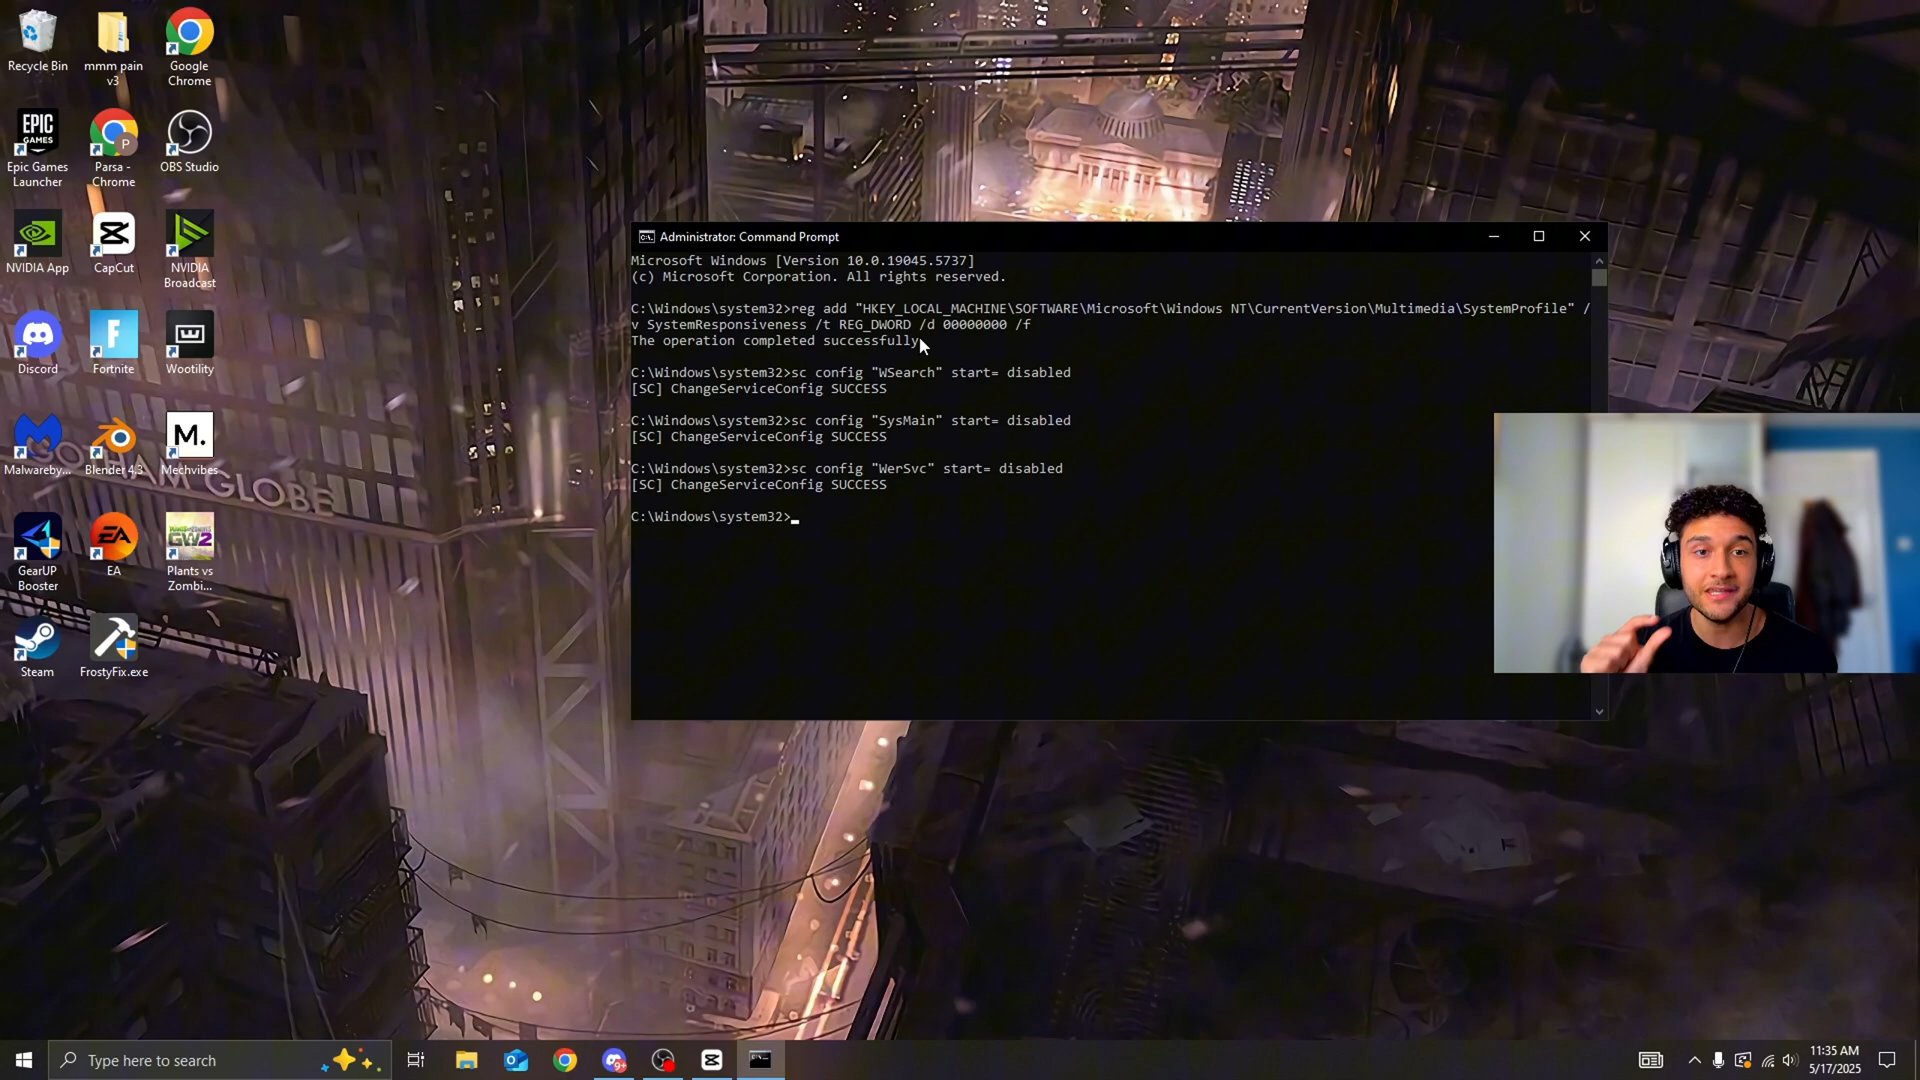 Recycle Bin
mmm pain
v3
Google
Chrome
EPIC
GAMES
Epic Games
Launcher
P
Parsa -
Chrome
OBS Studio
NVIDIA App
CapCut
NVIDIA
Broadcast
Discord
Fortnite
Wootility
Malwareby...
Blender 4.3
M.
Mechvibes
GOTHAM GLOBE
GearUP
Booster
EA
EA
GW2
Plants vs
Zombi...
Steam
FrostyFix.exe
Administrator: Command Prompt
Microsoft Windows [Version 10.0.19045.5737]
(c) Microsoft Corporation. All rights reserved.
C:\Windows\system32>reg add "HKEY_LOCAL_MACHINE\SOFTWARE\Microsoft\Windows NT\CurrentVersion\Multimedia\SystemProfile" /
v SystemResponsiveness /t REG_DWORD /d 00000000 /f
The operation completed successfully.
C:\Windows\system32>sc config "WSearch" start= disabled
[SC] ChangeServiceConfig SUCCESS
C:\Windows\system32>sc config "SysMain" start= disabled
[SC] ChangeServiceConfig SUCCESS
C:\Windows\system32>sc config "WerSvc" start= disabled
[SC] ChangeServiceConfig SUCCESS
C:\Windows\system32>
Type here to search
9+
11:35 AM
5/17/2025